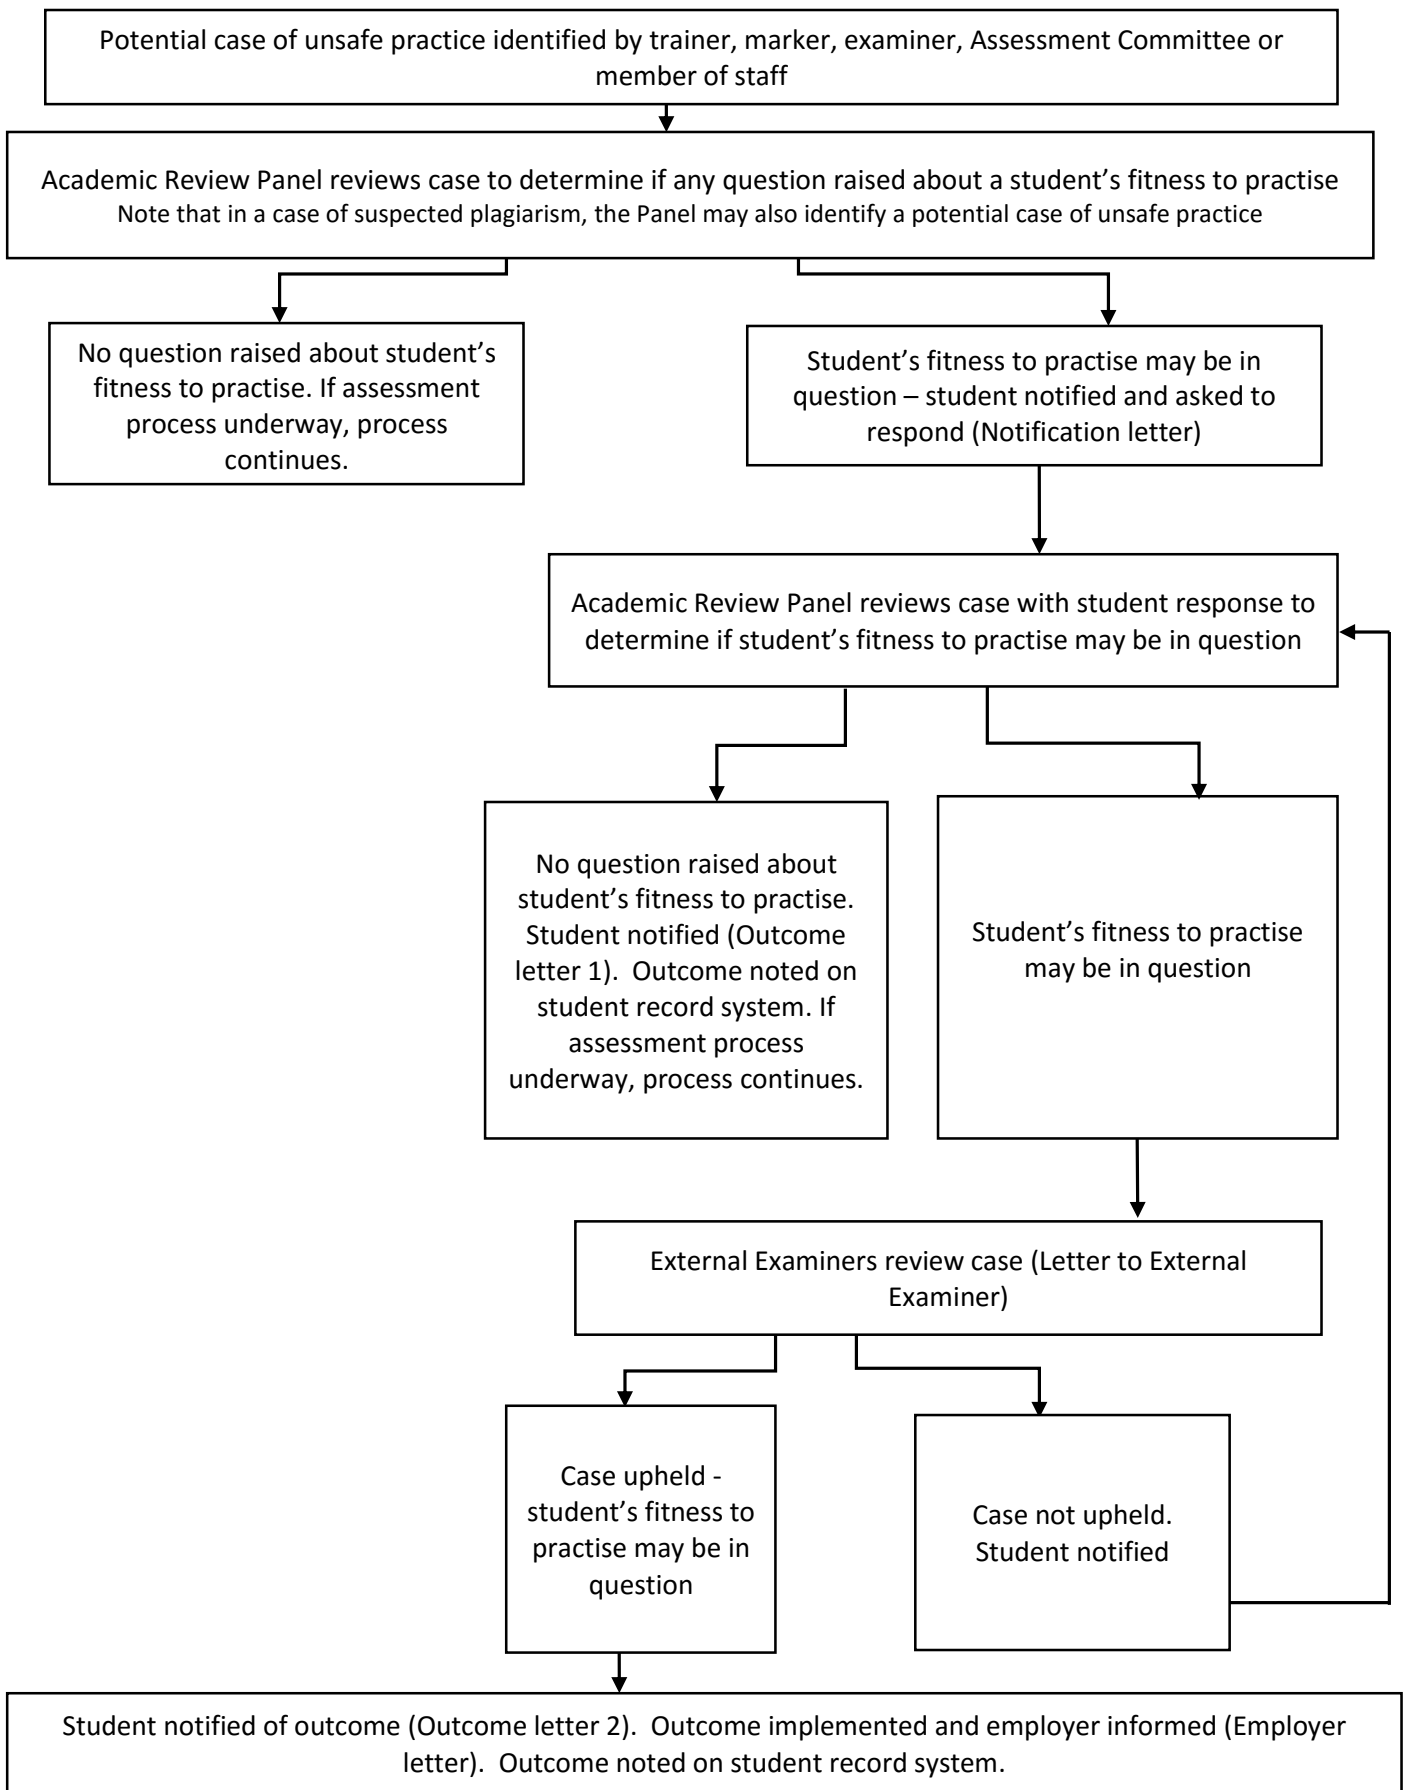 Potential case of unsafe practice identified by trainer, marker, examiner, Assessment Committee or
member of staff
Academic Review Panel reviews case to determine if any question raised about a student’s fitness to practise
Note that in a case of suspected plagiarism, the Panel may also identify a potential case of unsafe practice
No question raised about student’s
fitness to practise. If assessment
process underway, process
continues.
Student’s fitness to practise may be in
question – student notified and asked to
respond (Notification letter)
Academic Review Panel reviews case with student response to
determine if student’s fitness to practise may be in question
No question raised about
student’s fitness to practise.
Student notified (Outcome
letter 1).  Outcome noted on
student record system. If
assessment process
underway, process continues.
Student’s fitness to practise
may be in question
External Examiners review case (Letter to External
Examiner)
Case upheld -
student’s fitness to
practise may be in
question
Case not upheld.
Student notified
Student notified of outcome (Outcome letter 2).  Outcome implemented and employer informed (Employer
letter).  Outcome noted on student record system.